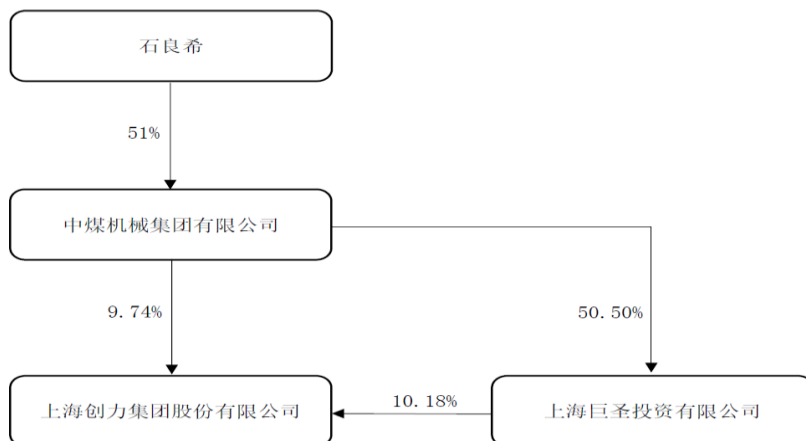 石良希
51%
中煤机械集团有限公司
9.74%
50.50%
上海创力集团股份有限公司
10.18%
上海巨圣投资有限公司